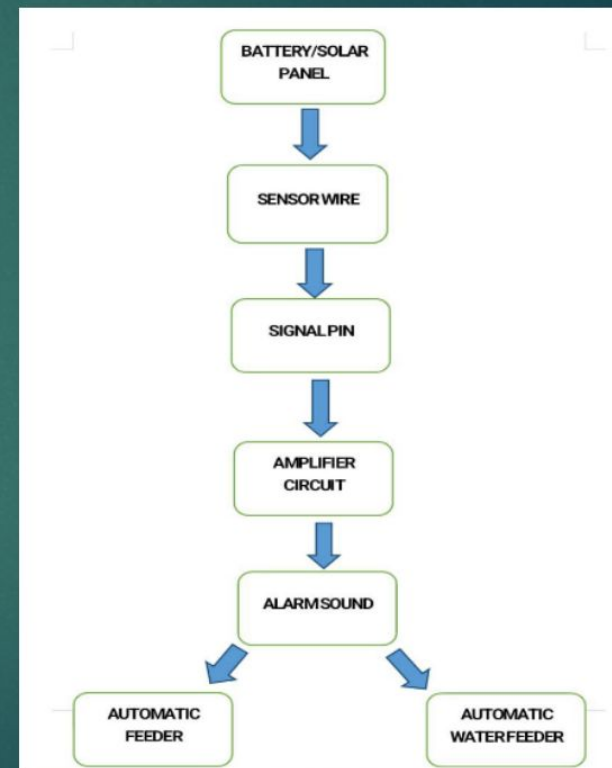 BATTERY/SOLAR
PANEL
SENSOR WIRE
SIGNAL PIN
AMPLIFIER
CIRCUIT
ALARM SOUND
AUTOMATIC
FEEDER
AUTOMATIC
WATER FEEDER